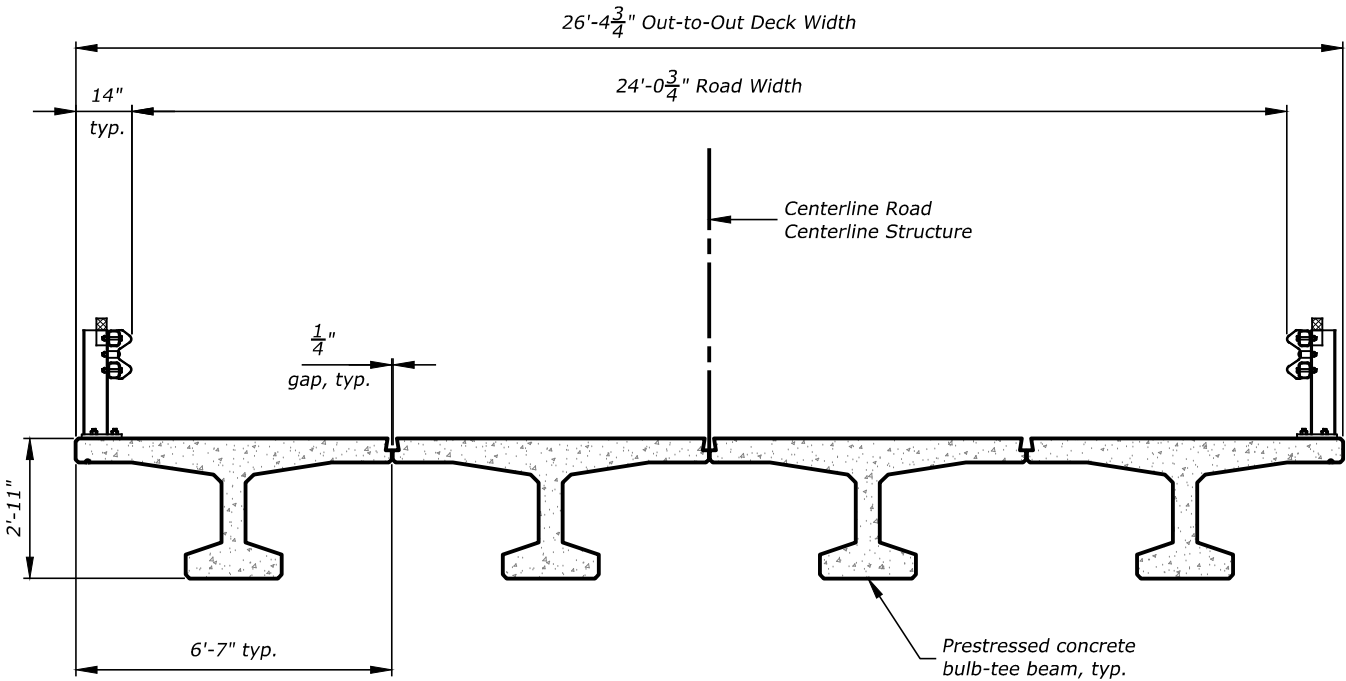 26'-4 3/4" Out-to-Out Deck Width
24'-0 3/4" Road Width
14"
typ.
Centerline Road
Centerline Structure
1/4"
gap, typ.
2'-11"
6'-7" typ.
Prestressed concrete
bulb-tee beam, typ.